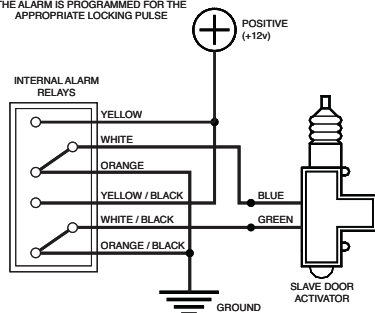 THE ALARM IS PROGRAMMED FOR THE
APPROPRIATE LOCKING PULSE
POSITIVE
(+12v)
INTERNAL ALARM
RELAYS
YELLOW
WHITE
ORANGE
YELLOW / BLACK
BLUE
WHITE / BLACK
GREEN
ORANGE / BLACK
SLAVE DOOR
ACTIVATOR
GROUND